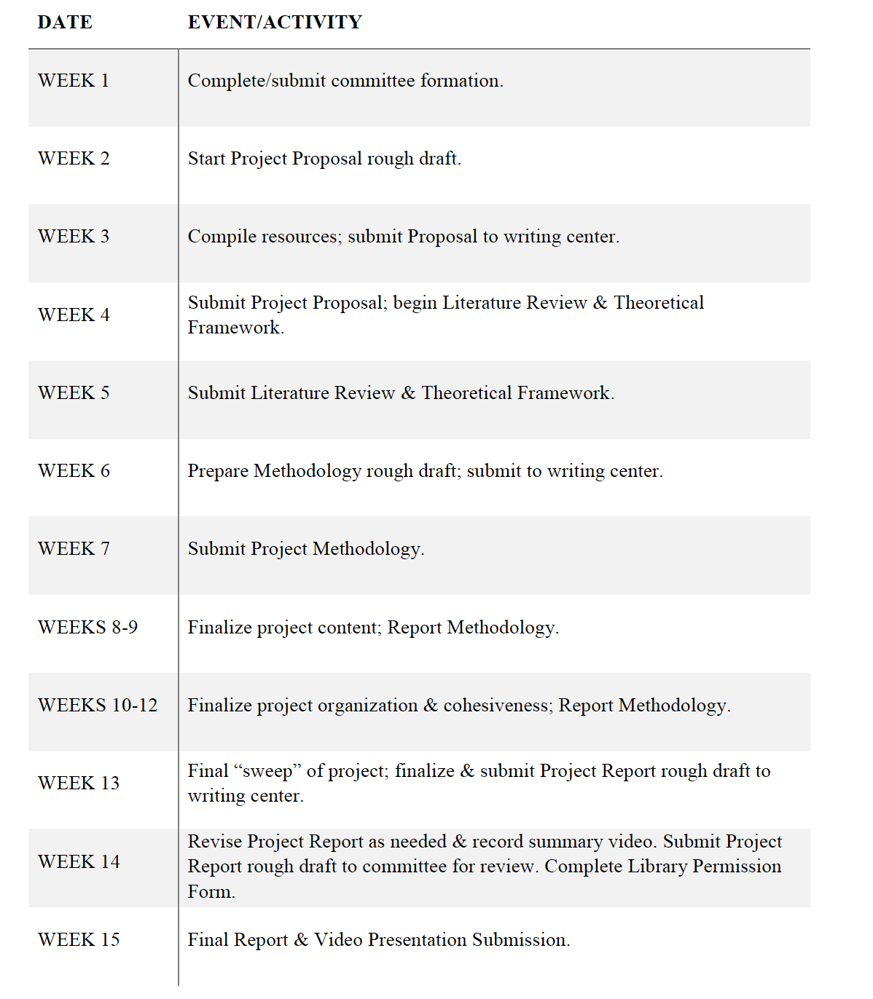 DATE EVENT/ACTIVITY
WEEK 1 Complete/submit committee formation.
WEEK 2 Start Project Proposal rough draft.
WEEK 3 Compile resources; submit Proposal to writing center.
WEEK 4 Submit Project Proposal; begin Literature Review & Theoretical
Framework.
WEEK 5 Submit Literature Review & Theoretical Framework.
WEEK 6 Prepare Methodology rough draft; submit to writing center.
WEEK 7 Submit Project Methodology.
WEEKS 8-9 Finalize project content; Report Methodology.
WEEKS 10-12 Finalize project organization & cohesiveness; Report Methodology.
WEEK 13 Final “sweep” of project; finalize & submit Project Report rough draft to
writing center.
WEEK 14 Revise Project Report as needed & record summary video. Submit Project
Report rough draft to committee for review. Complete Library Permission
Form.
WEEK 15 Final Report & Video Presentation Submission.